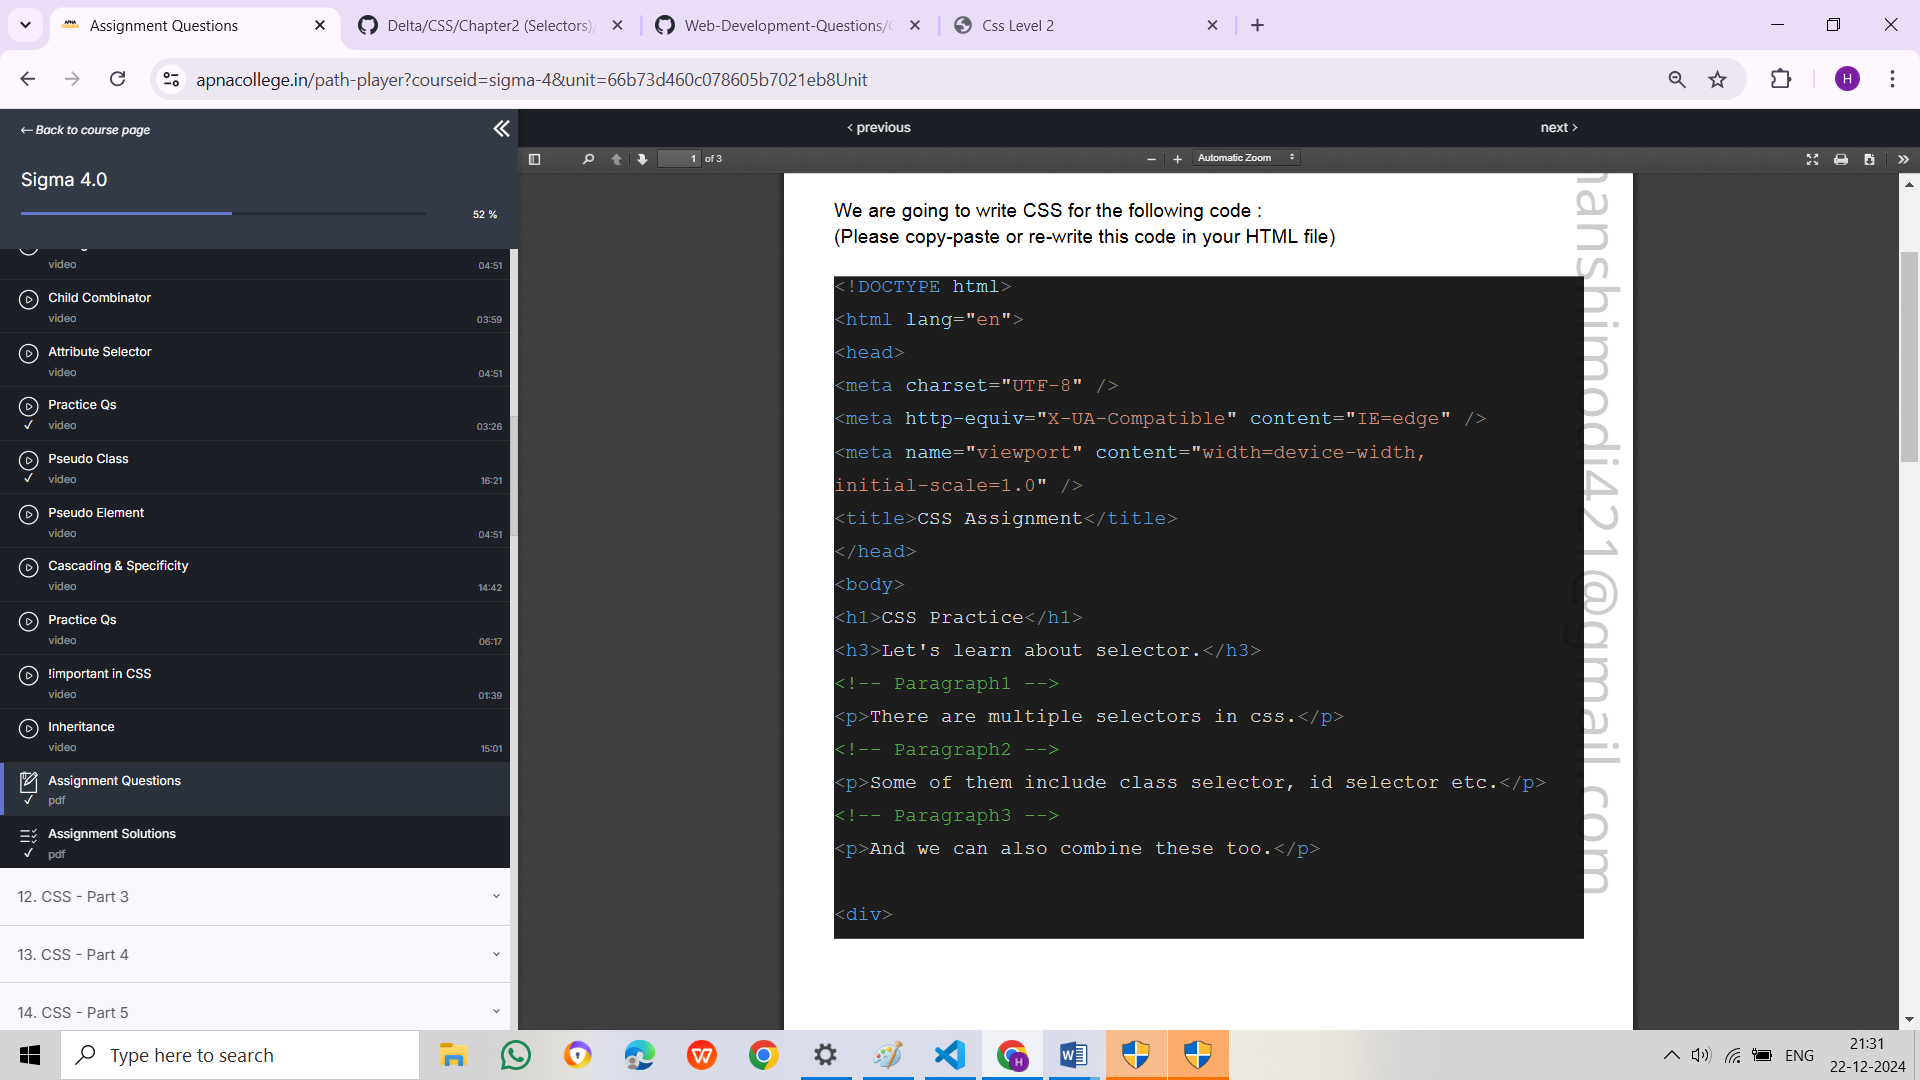 Assignment Questions
Delta/CSS/Chapter2 (Selectors)/
Web-Development-Questions/
Css Level 2
apnacollege.in/path-player?courseid=sigma-4&unit=66b73d460c078605b7021eb8Unit
H
← Back to course page
Sigma 4.0
52 %
video
04:51
Child Combinator
video
03:59
Attribute Selector
video
04:51
Practice Qs
video
03:26
Pseudo Class
video
16:21
Pseudo Element
video
04:51
Cascading & Specificity
video
14:42
Practice Qs
video
06:17
!important in CSS
video
01:39
Inheritance
video
15:01
Assignment Questions
pdf
Assignment Solutions
pdf
12. CSS - Part 3
13. CSS - Part 4
14. CSS - Part 5
‹ previous
next ›
1 of 3
Automatic Zoom
We are going to write CSS for the following code :
(Please copy-paste or re-write this code in your HTML file)
<!DOCTYPE html>
<html lang="en">
<head>
<meta charset="UTF-8" />
<meta http-equiv="X-UA-Compatible" content="IE=edge" />
<meta name="viewport" content="width=device-width,
initial-scale=1.0" />
<title>CSS Assignment</title>
</head>
<body>
<h1>CSS Practice</h1>
<h3>Let's learn about selector.</h3>
<!-- Paragraph1 -->
<p>There are multiple selectors in css.</p>
<!-- Paragraph2 -->
<p>Some of them include class selector, id selector etc.</p>
<!-- Paragraph3 -->
<p>And we can also combine these too.</p>
<div>
anshimodi421@gmail.com
Type here to search
ENG
21:31
22-12-2024